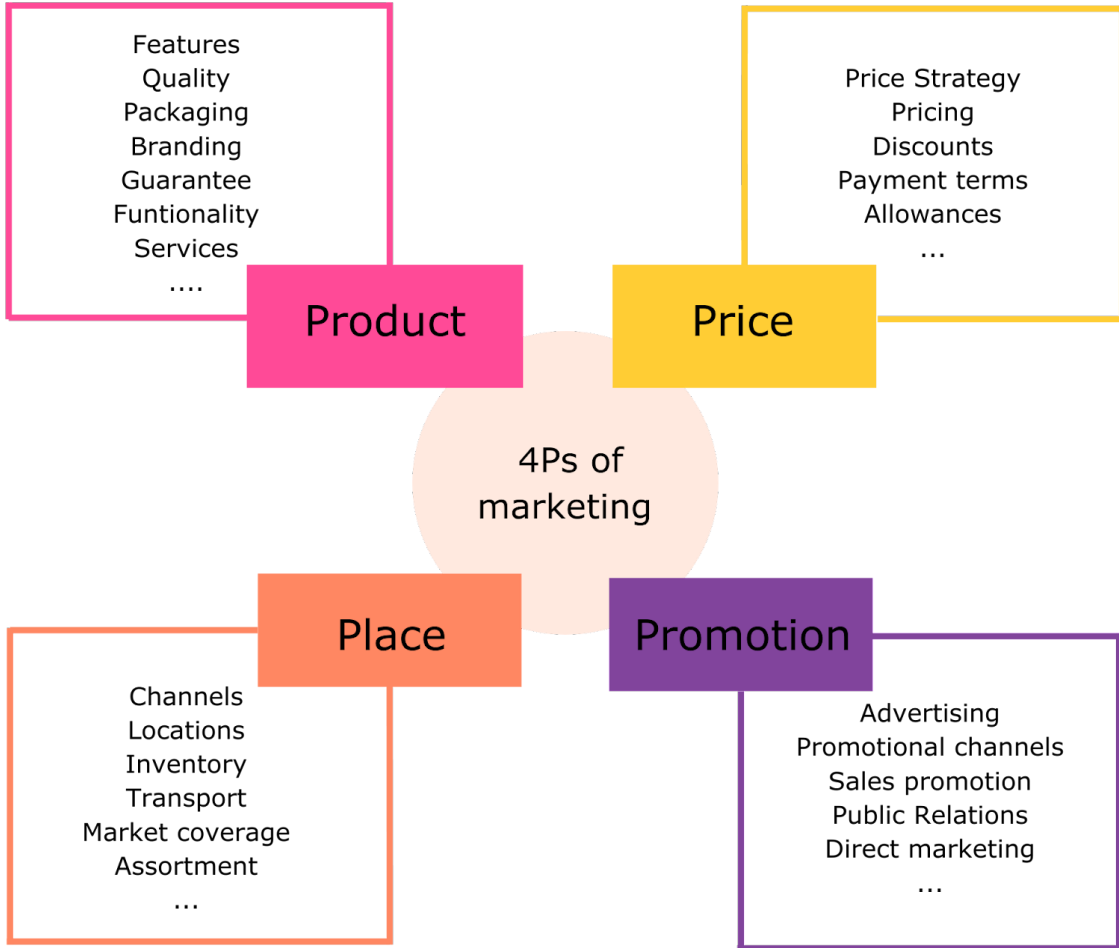 Features
Quality
Packaging
Branding
Guarantee
Funtionality
Services
....
Product
Price Strategy
Pricing
Discounts
Payment terms
Allowances
...
Price
4Ps of
marketing
Place
Channels
Locations
Inventory
Transport
Market coverage
Assortment
...
Promotion
Advertising
Promotional channels
Sales promotion
Public Relations
Direct marketing
...